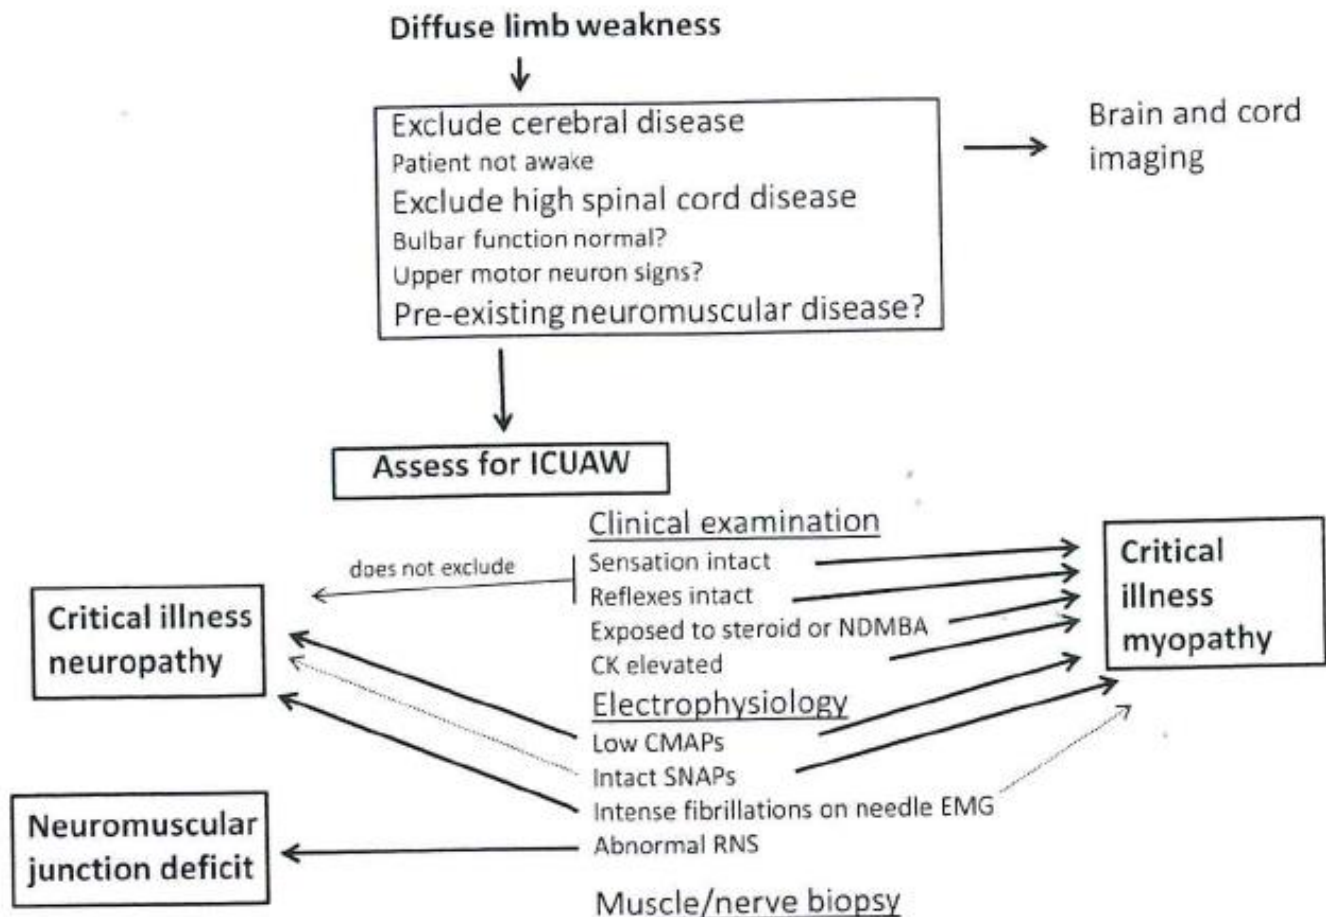 Diffuse limb weakness
Exclude cerebral disease
Patient not awake
Exclude high spinal cord disease
Bulbar function normal?
Upper motor neuron signs?
Pre-existing neuromuscular disease?
Brain and cord
imaging
Assess for ICUAW
Clinical examination
does not exclude
Sensation intact
Reflexes intact
Exposed to steroid or NDMBA
CK elevated
Critical illness
neuropathy
Critical
illness
myopathy
Electrophysiology
Low CMAPs
Intact SNAPs
Intense fibrillations on needle EMG
Abnormal RNS
Neuromuscular
junction deficit
Muscle/nerve biopsy